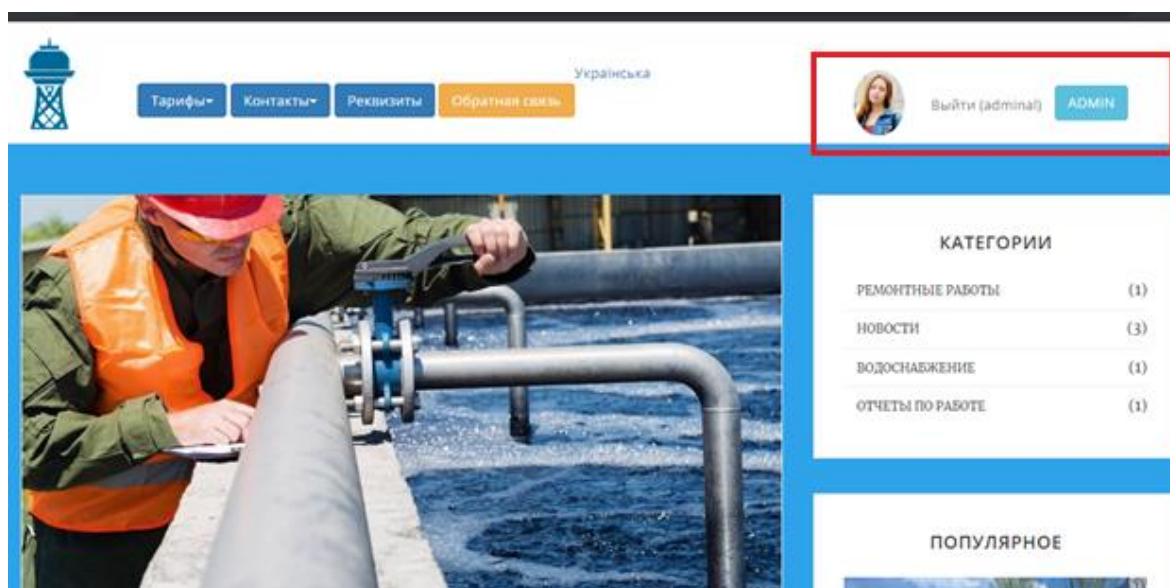 Українська
Тарифы Контакты Реквизиты Обратная связь
Выйти (adminal) ADMIN
КАТЕГОРИИ
РЕМОНТНЫЕ РАБОТЫ (1)
НОВОСТИ (3)
ВОДОСНАБЖЕНИЕ (1)
ОТЧЕТЫ ПО РАБОТЕ (1)
ПОПУЛЯРНОЕ